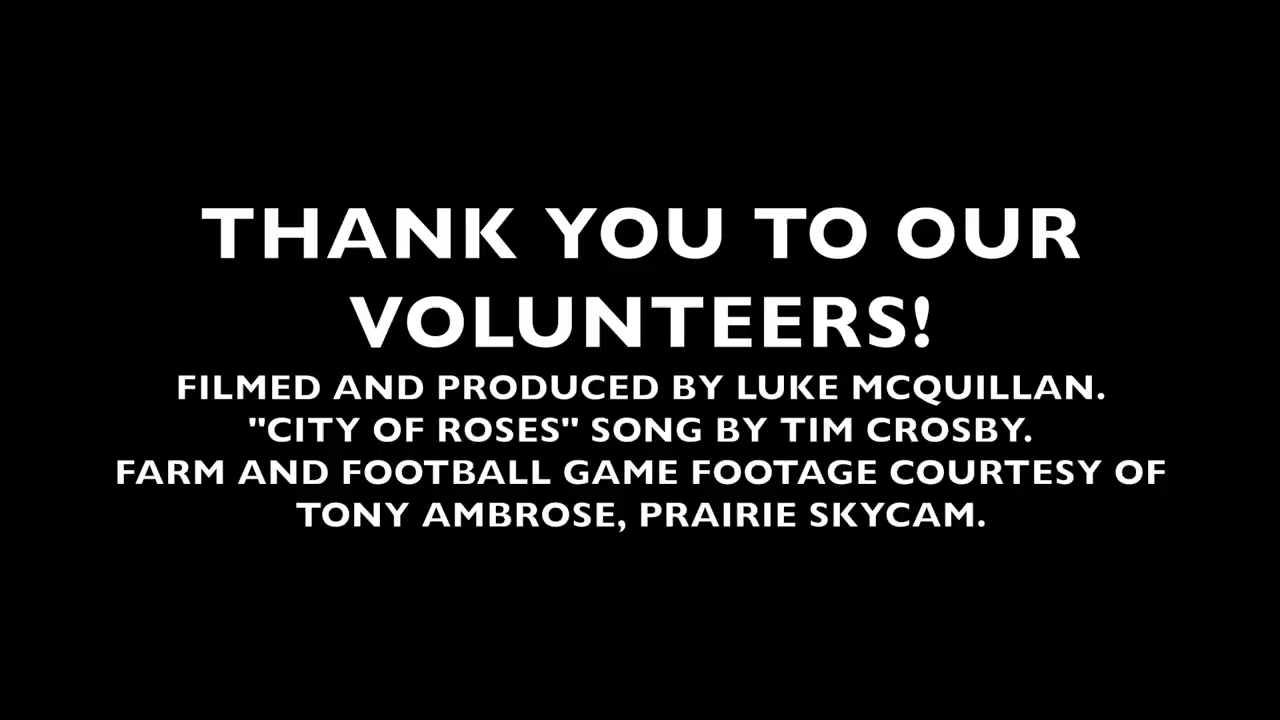 THANK YOU TO OUR
VOLUNTEERS!
FILMED AND PRODUCED BY LUKE MCQUILLAN.
"CITY OF ROSES" SONG BY TIM CROSBY.
FARM AND FOOTBALL GAME FOOTAGE COURTESY OF
TONY AMBROSE, PRAIRIE SKYCAM.